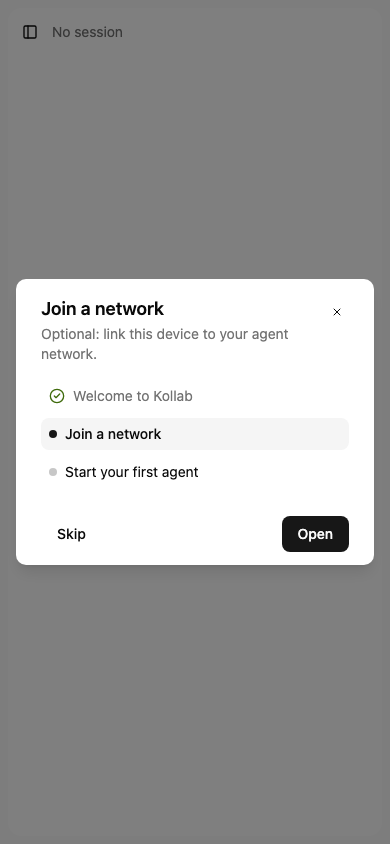 No session
Join a network
Optional: link this device to your agent
network.
Welcome to Kollab
Join a network
Start your first agent
Skip
Open